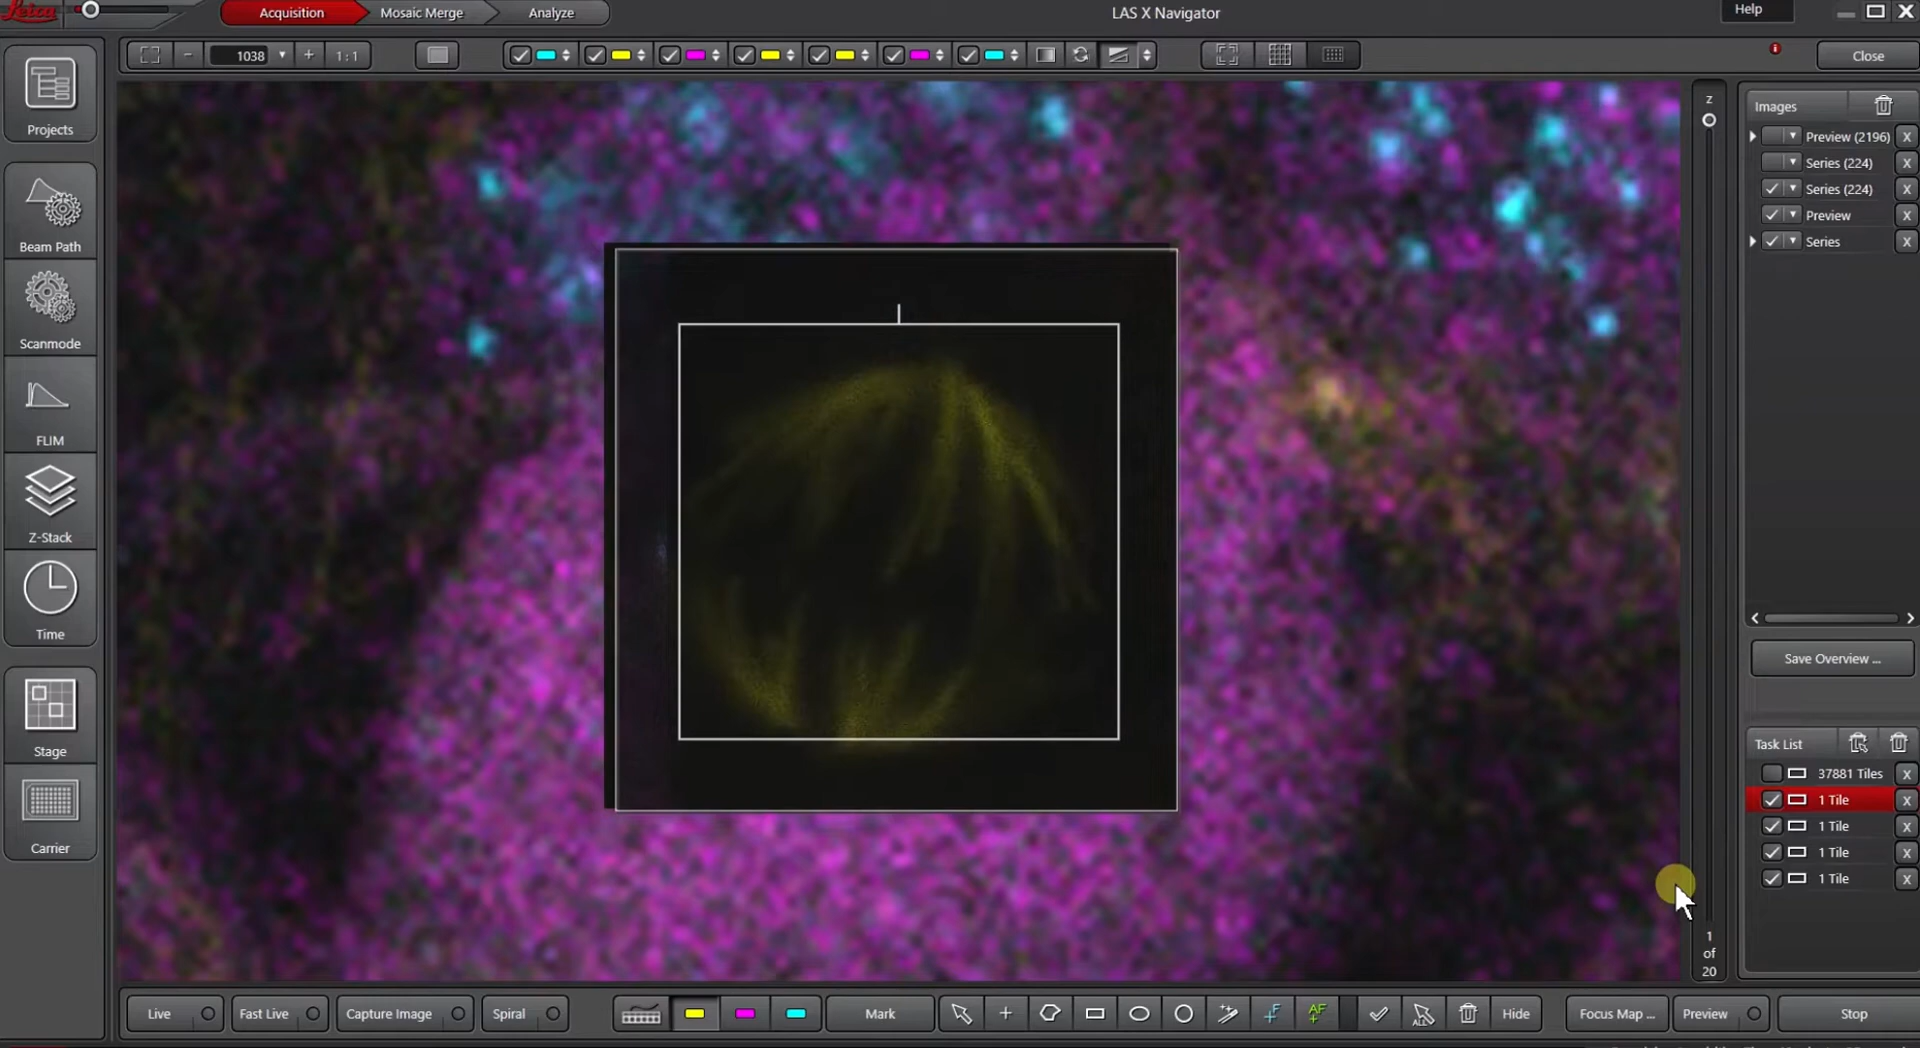 Leica
Acquisition
Mosaic Merge
Analyze
LAS X Navigator
Help
X
1038
1:1
Close
Projects
Beam Path
Scanmode
FLIM
Z-Stack
Time
Stage
Carrier
z
1
of
20
Images
Preview (2196) X
Series (224) X
Series (224) X
Preview X
Series X
Save Overview ...
Task List
37881 Tiles X
1 Tile X
1 Tile X
1 Tile X
1 Tile X
Live
Fast Live
Capture Image
Spiral
Mark
F
AF
ALL
Hide
Focus Map ...
Preview
Stop